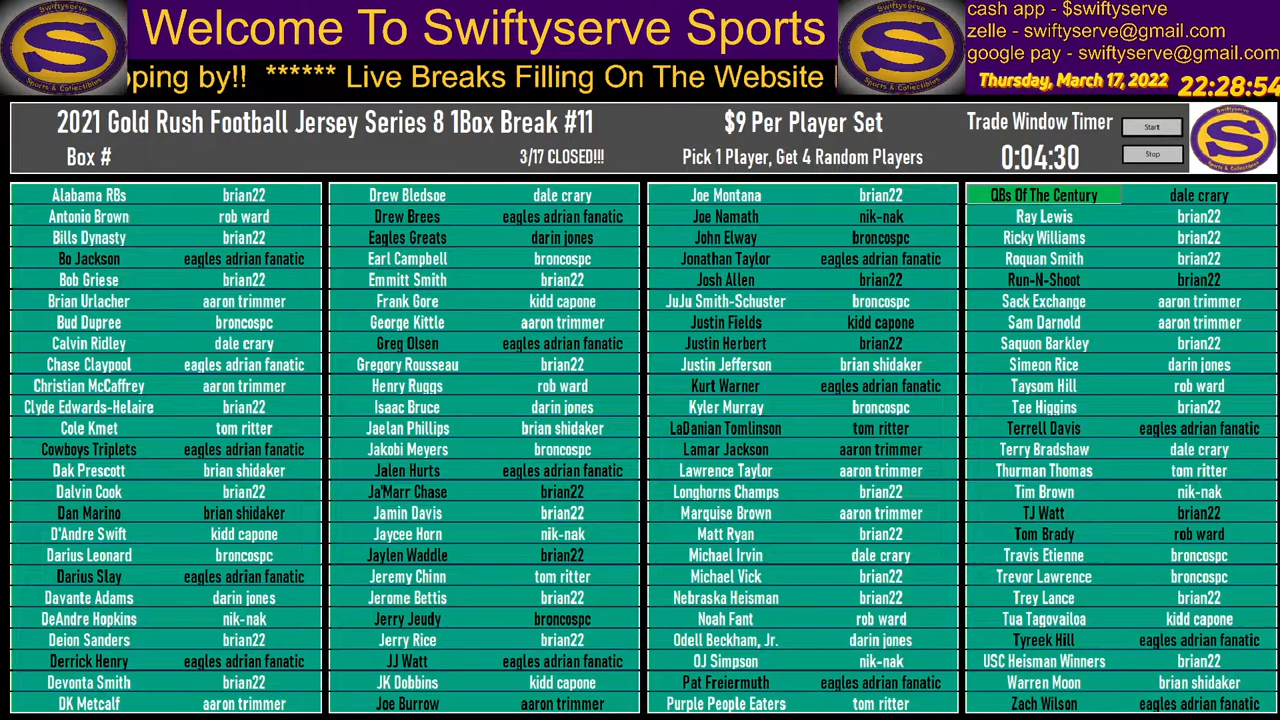 Welcome To Swiftyserve Sports
pping by!! ****** Live Breaks Filling On The Website
cash app - $swiftyserve
zelle - swiftyserve@gmail.com
google pay - swiftyserve@gmail.com
Thursday, March 17, 2022 22:28:54
2021 Gold Rush Football Jersey Series 8 1Box Break #11
Box # 3/17 CLOSED!!!
$9 Per Player Set
Pick 1 Player, Get 4 Random Players
Trade Window Timer
0:04:30
Start
Stop
Swiftyserve
S
Sports & Collectibles
Alabama RBs brian22
Antonio Brown rob ward
Bills Dynasty brian22
Bo Jackson eagles adrian fanatic
Bob Griese brian22
Brian Urlacher aaron trimmer
Bud Dupree broncospc
Calvin Ridley dale crary
Chase Claypool eagles adrian fanatic
Christian McCaffrey aaron trimmer
Clyde Edwards-Helaire brian22
Cole Kmet tom ritter
Cowboys Triplets eagles adrian fanatic
Dak Prescott brian shidaker
Dalvin Cook brian22
Dan Marino brian shidaker
D'Andre Swift kidd capone
Darius Leonard broncospc
Darius Slay eagles adrian fanatic
Davante Adams darin jones
DeAndre Hopkins nik-nak
Deion Sanders brian22
Derrick Henry eagles adrian fanatic
Devonta Smith brian22
DK Metcalf aaron trimmer
Drew Bledsoe dale crary
Drew Brees eagles adrian fanatic
Eagles Greats darin jones
Earl Campbell broncospc
Emmitt Smith brian22
Frank Gore kidd capone
George Kittle aaron trimmer
Greg Olsen eagles adrian fanatic
Gregory Rousseau brian22
Henry Ruggs rob ward
Isaac Bruce darin jones
Jaelan Phillips brian shidaker
Jakobi Meyers broncospc
Jalen Hurts eagles adrian fanatic
Ja'Marr Chase brian22
Jamin Davis brian22
Jaycee Horn nik-nak
Jaylen Waddle brian22
Jeremy Chinn tom ritter
Jerome Bettis brian22
Jerry Jeudy broncospc
Jerry Rice brian22
JJ Watt eagles adrian fanatic
JK Dobbins kidd capone
Joe Burrow aaron trimmer
Joe Montana brian22
Joe Namath nik-nak
John Elway broncospc
Jonathan Taylor eagles adrian fanatic
Josh Allen brian22
JuJu Smith-Schuster broncospc
Justin Fields kidd capone
Justin Herbert brian22
Justin Jefferson brian shidaker
Kurt Warner eagles adrian fanatic
Kyler Murray broncospc
LaDanian Tomlinson tom ritter
Lamar Jackson aaron trimmer
Lawrence Taylor aaron trimmer
Longhorns Champs brian22
Marquise Brown aaron trimmer
Matt Ryan brian22
Michael Irvin dale crary
Michael Vick brian22
Nebraska Heisman brian22
Noah Fant rob ward
Odell Beckham, Jr. darin jones
OJ Simpson nik-nak
Pat Freiermuth eagles adrian fanatic
Purple People Eaters tom ritter
QBs Of The Century dale crary
Ray Lewis brian22
Ricky Williams brian22
Roquan Smith brian22
Run-N-Shoot brian22
Sack Exchange aaron trimmer
Sam Darnold aaron trimmer
Saquon Barkley brian22
Simeon Rice darin jones
Taysom Hill rob ward
Tee Higgins brian22
Terrell Davis eagles adrian fanatic
Terry Bradshaw dale crary
Thurman Thomas tom ritter
Tim Brown nik-nak
TJ Watt brian22
Tom Brady rob ward
Travis Etienne broncospc
Trevor Lawrence broncospc
Trey Lance brian22
Tua Tagovailoa kidd capone
Tyreek Hill eagles adrian fanatic
USC Heisman Winners brian22
Warren Moon brian shidaker
Zach Wilson eagles adrian fanatic